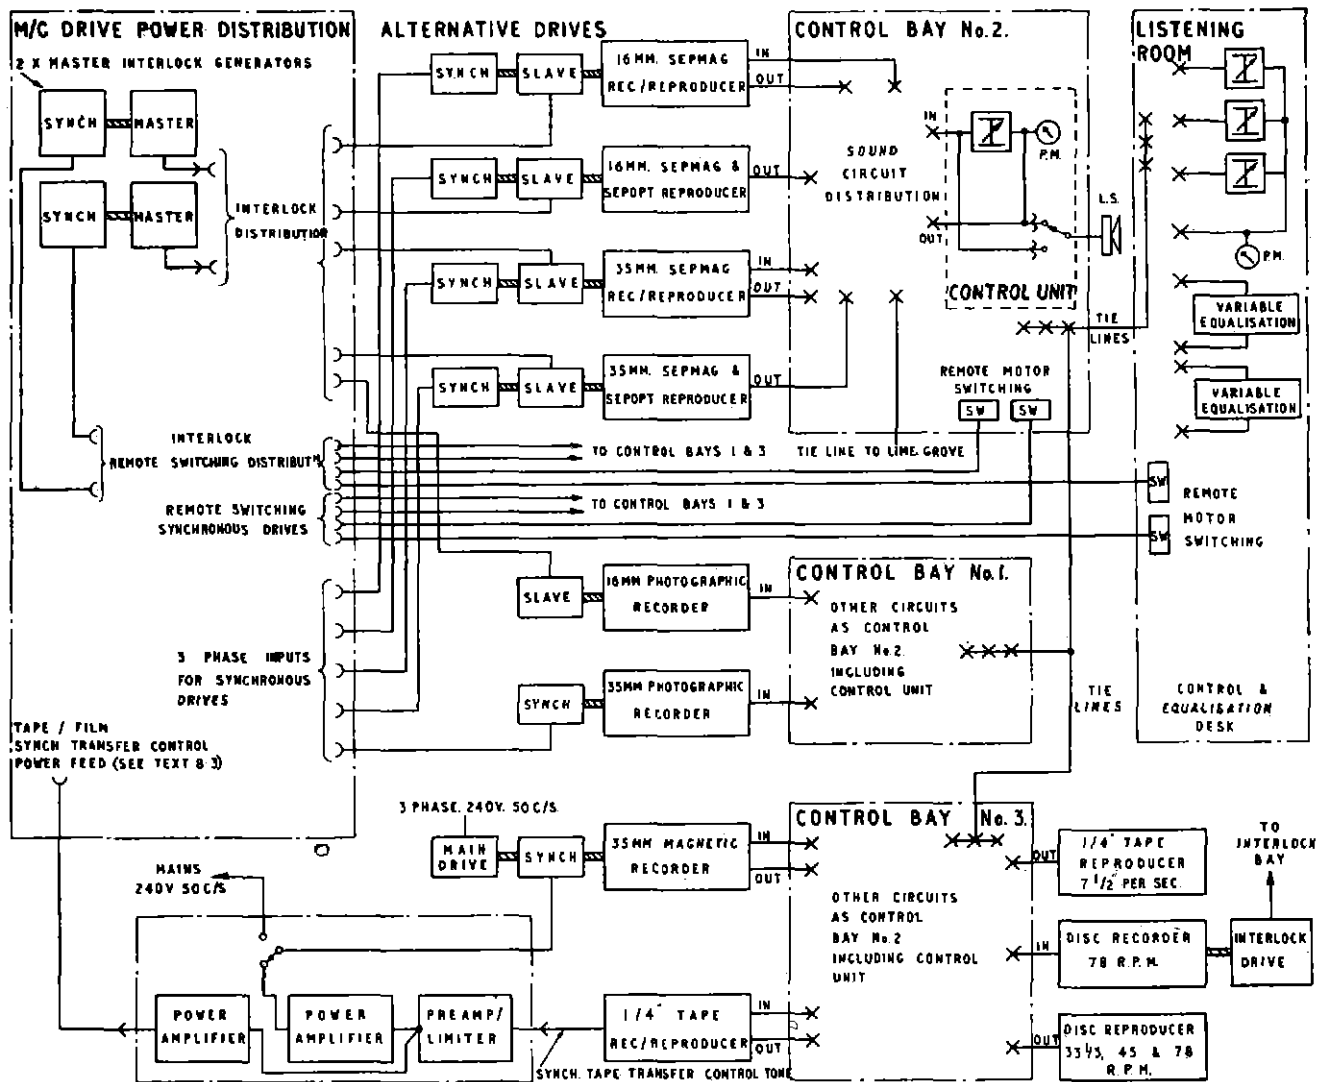 M/C DRIVE POWER DISTRIBUTION
2 X MASTER INTERLOCK GENERATORS
SYNCH
MASTER
SYNCH
MASTER
INTERLOCK
DISTRIBUTION
INTERLOCK
REMOTE SWITCHING DISTRIBUTN
REMOTE SWITCHING
SYNCHRONOUS DRIVES
3 PHASE INPUTS
FOR SYNCHRONOUS
DRIVES
TAPE / FILM
SYNCH TRANSFER CONTROL
POWER FEED (SEE TEXT 8·3)
ALTERNATIVE DRIVES
SYNCH
SLAVE
16MM. SEPMAG
REC/REPRODUCER
IN
OUT
SYNCH
SLAVE
16MM. SEPMAG &
SEPOPT REPRODUCER
OUT
SYNCH
SLAVE
35MM. SEPMAG
REC/REPRODUCER
IN
OUT
SYNCH
SLAVE
35MM. SEPMAG &
SEPOPT REPRODUCER
OUT
TO CONTROL BAYS 1 & 3
TO CONTROL BAYS 1 & 3
SLAVE
16MM PHOTOGRAPHIC
RECORDER
IN
SYNCH
35MM PHOTOGRAPHIC
RECORDER
IN
CONTROL BAY No.2.
IN
P.M.
SOUND
CIRCUIT
DISTRIBUTION
OUT
L.S.
CONTROL UNIT
TIE
LINES
REMOTE MOTOR
SWITCHING
SW
SW
TIE LINE TO LIME GROVE
LISTENING
ROOM
P.M.
VARIABLE
EQUALISATION
VARIABLE
EQUALISATION
SW
REMOTE
MOTOR
SWITCHING
SW
CONTROL &
EQUALISATION
DESK
CONTROL BAY No.1.
OTHER CIRCUITS
AS CONTROL
BAY No.2.
INCLUDING
CONTROL UNIT
TIE
LINES
3 PHASE. 240V. 50 C/S.
MAIN
DRIVE
SYNCH
35MM MAGNETIC
RECORDER
IN
OUT
MAINS
240V 50C/S
POWER
AMPLIFIER
POWER
AMPLIFIER
PREAMP/
LIMITER
1/4" TAPE
REC/REPRODUCER
IN
OUT
SYNCH. TAPE TRANSFER CONTROL TONE
CONTROL BAY No. 3.
OTHER CIRCUITS
AS CONTROL
BAY No.2
INCLUDING CONTROL
UNIT
OUT
1/4" TAPE
REPRODUCER
7 1/2" PER SEC.
IN
DISC RECORDER
78 R.P.M.
INTERLOCK
DRIVE
TO
INTERLOCK
BAY
OUT
DISC REPRODUCER
33 1/3, 45 & 78
R.P.M.